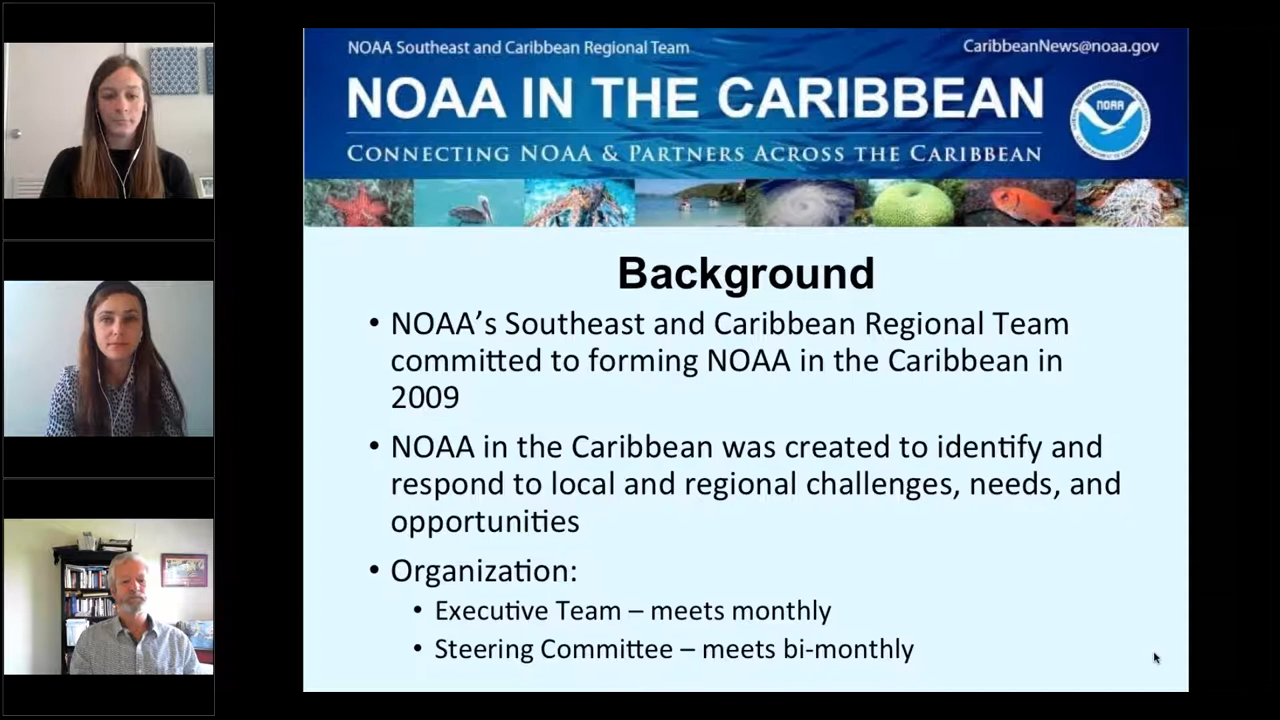 NOAA Southeast and Caribbean Regional Team
CaribbeanNews@noaa.gov
NOAA IN THE CARIBBEAN
NOAA
CONNECTING NOAA & PARTNERS ACROSS THE CARIBBEAN
Background
• NOAA’s Southeast and Caribbean Regional Team
committed to forming NOAA in the Caribbean in
2009
• NOAA in the Caribbean was created to identify and
respond to local and regional challenges, needs, and
opportunities
• Organization:
• Executive Team – meets monthly
• Steering Committee – meets bi-monthly